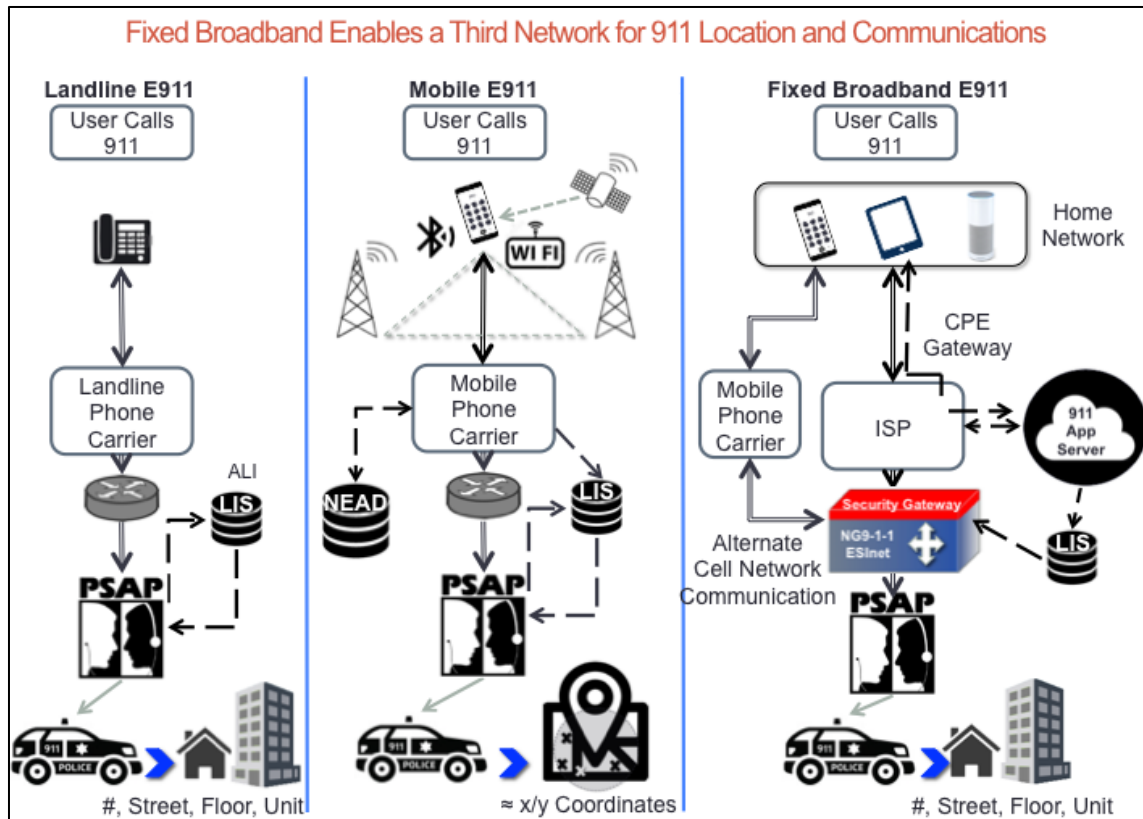 Fixed Broadband Enables a Third Network for 911 Location and Communications
Landline E911
User Calls
911
Landline
Phone
Carrier
ALI
LIS
PSAP
911
POLICE
#, Street, Floor, Unit
Mobile E911
User Calls
911
WI FI
Mobile
Phone
Carrier
NEAD
LIS
PSAP
911
POLICE
≈ x/y Coordinates
Fixed Broadband E911
User Calls
911
Home
Network
CPE
Gateway
Mobile
Phone
Carrier
ISP
911
App
Server
Security Gateway
NG9-1-1
ESInet
LIS
Alternate
Cell Network
Communication
PSAP
911
POLICE
#, Street, Floor, Unit